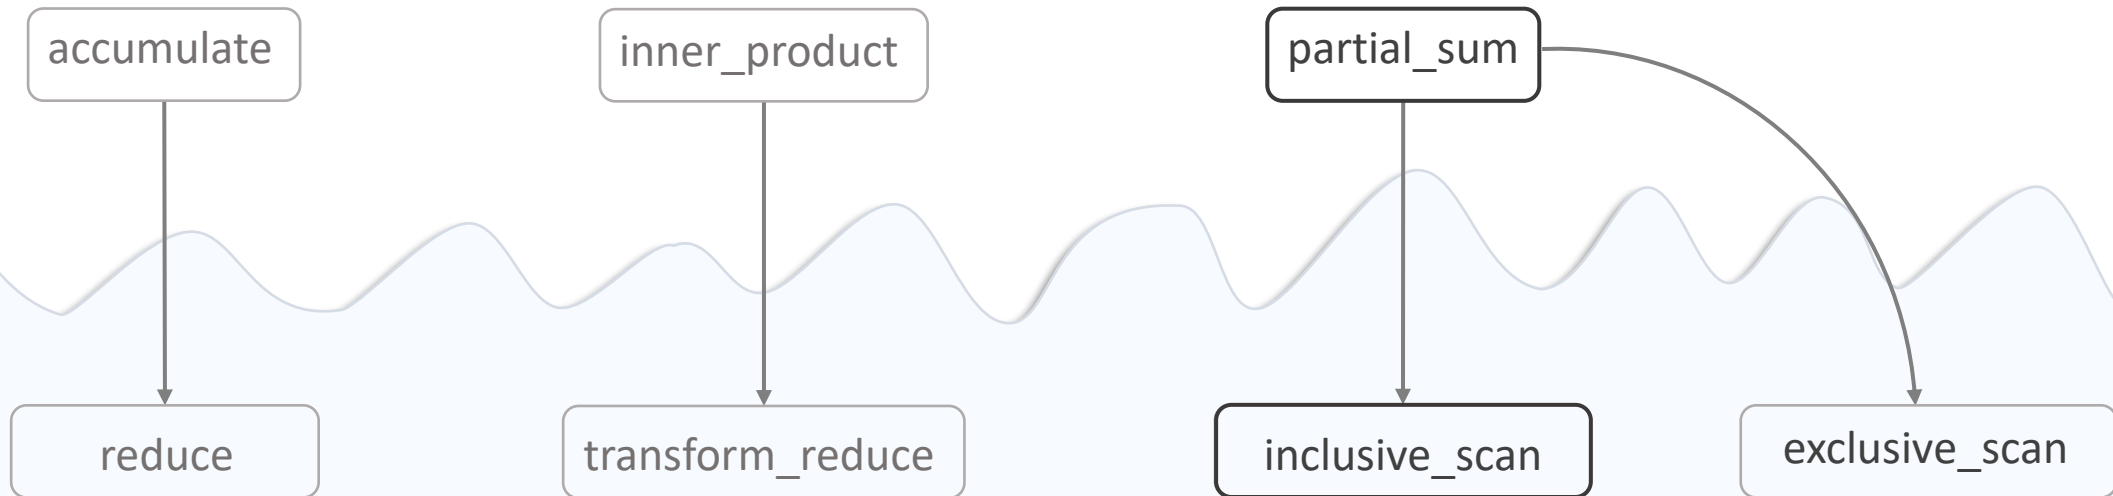 accumulate
inner_product
partial_sum
reduce
transform_reduce
inclusive_scan
exclusive_scan